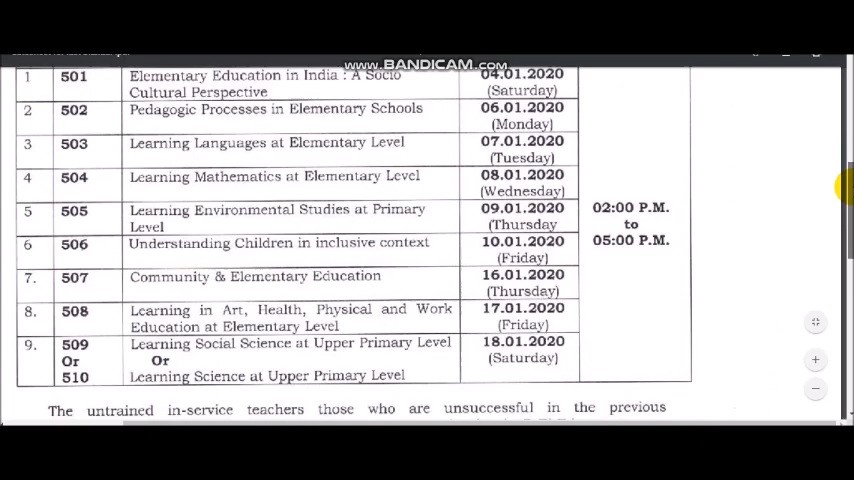 www.BANDICAM.com
1 501 Elementary Education in India : A Socio Cultural Perspective 04.01.2020 (Saturday)
2 502 Pedagogic Processes in Elementary Schools 06.01.2020 (Monday)
3 503 Learning Languages at Elementary Level 07.01.2020 (Tuesday)
4 504 Learning Mathematics at Elementary Level 08.01.2020 (Wednesday)
5 505 Learning Environmental Studies at Primary Level 09.01.2020 (Thursday
6 506 Understanding Children in inclusive context 10.01.2020 (Friday)
7. 507 Community & Elementary Education 16.01.2020 (Thursday)
8. 508 Learning in Art, Health, Physical and Work Education at Elementary Level 17.01.2020 (Friday)
9. 509 Or 510 Learning Social Science at Upper Primary Level Or Learning Science at Upper Primary Level 18.01.2020 (Saturday)
02:00 P.M.
to
05:00 P.M.
The untrained in-service teachers those who are unsuccessful in the previous